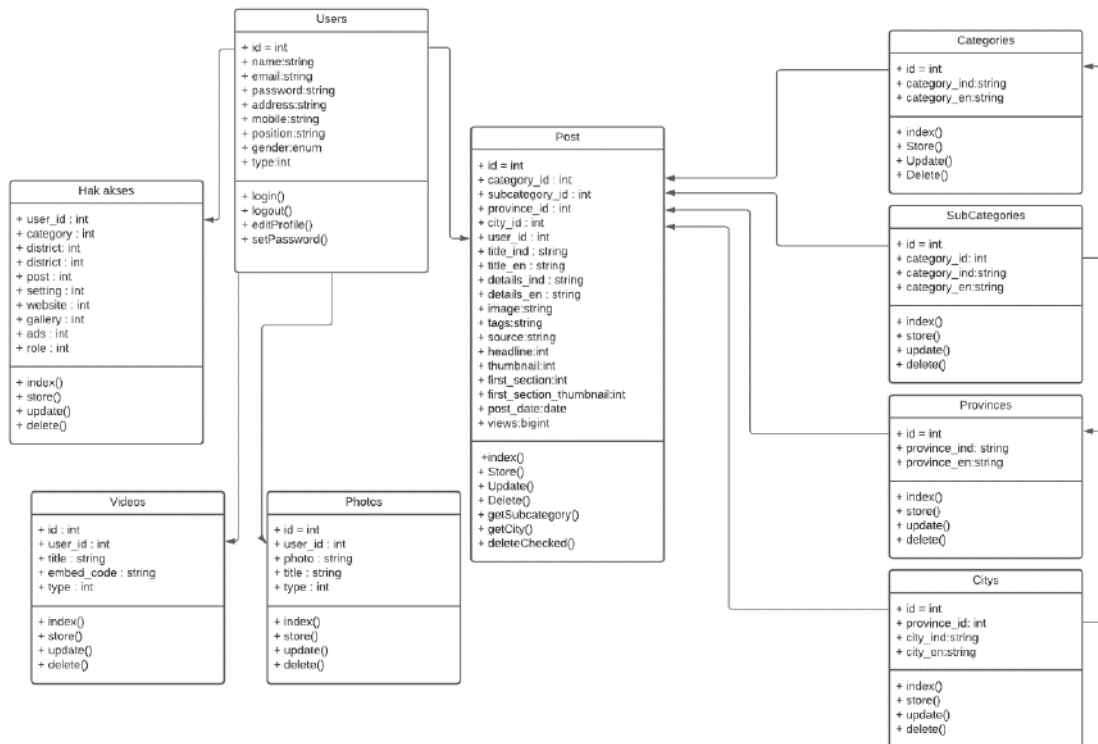 Users
+ id = int
+ name:string
+ email:string
+ password:string
+ address:string
+ mobile:string
+ position:string
+ gender:enum
+ type:int
+ login()
+ logout()
+ editProfile()
+ setPassword()
Hak akses
+ user_id : int
+ category : int
+ district: int
+ district : int
+ post : int
+ setting : int
+ website : int
+ gallery : int
+ ads : int
+ role : int
+ index()
+ store()
+ update()
+ delete()
Videos
+ id : int
+ user_id : int
+ title : string
+ embed_code : string
+ type : int
+ index()
+ store()
+ update()
+ delete()
Photos
+ id = int
+ user_id : int
+ photo : string
+ title : string
+ type : int
+ index()
+ store()
+ update()
+ delete()
Post
+ id = int
+ category_id : int
+ subcategory_id : int
+ province_id : int
+ city_id : int
+ user_id : int
+ title_ind : string
+ title_en : string
+ details_ind : string
+ details_en : string
+ image:string
+ tags:string
+ source:string
+ headline:int
+ thumbnail:int
+ first_section:int
+ first_section_thumbnail:int
+ post_date:date
+ views:bigint
+index()
+ Store()
+ Update()
+ Delete()
+ getSubcategory()
+ getCity()
+ deleteChecked()
Categories
+ id = int
+ category_ind:string
+ category_en:string
+ index()
+ Store()
+ Update()
+ Delete()
SubCategories
+ id = int
+ category_id: int
+ category_ind:string
+ category_en:string
+ index()
+ store()
+ update()
+ delete()
Provinces
+ id = int
+ province_ind: string
+ province_en:string
+ index()
+ store()
+ update()
+ delete()
Citys
+ id = int
+ province_id: int
+ city_ind:string
+ city_en:string
+ index()
+ store()
+ update()
+ delete()